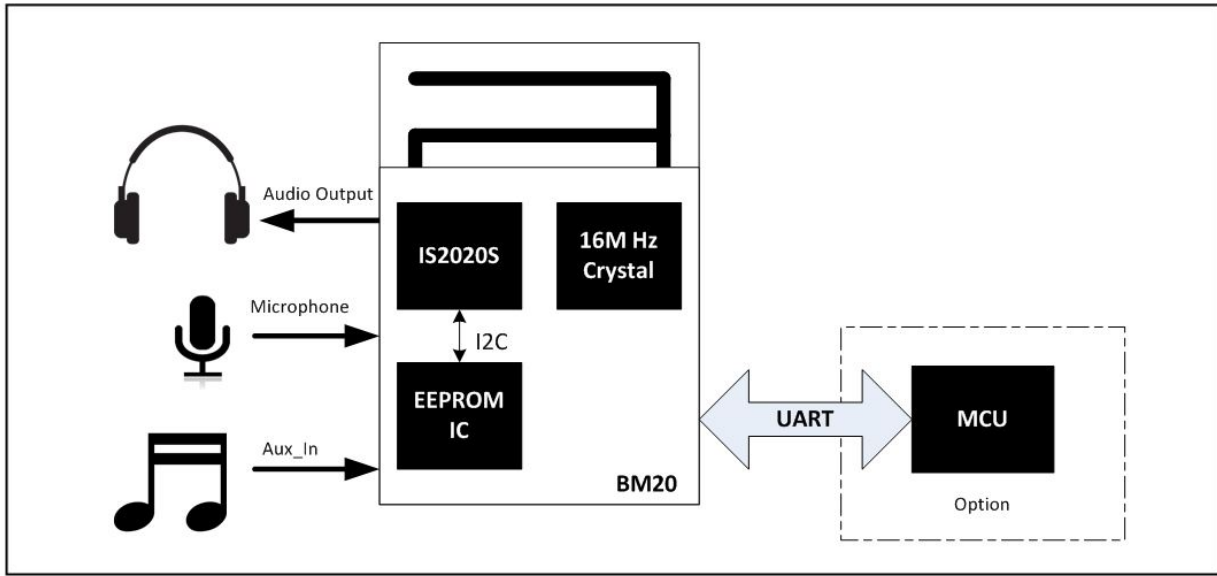 Audio Output
IS2020S
16M Hz
Crystal
Microphone
I2C
EEPROM
IC
UART
MCU
Aux_In
BM20
Option